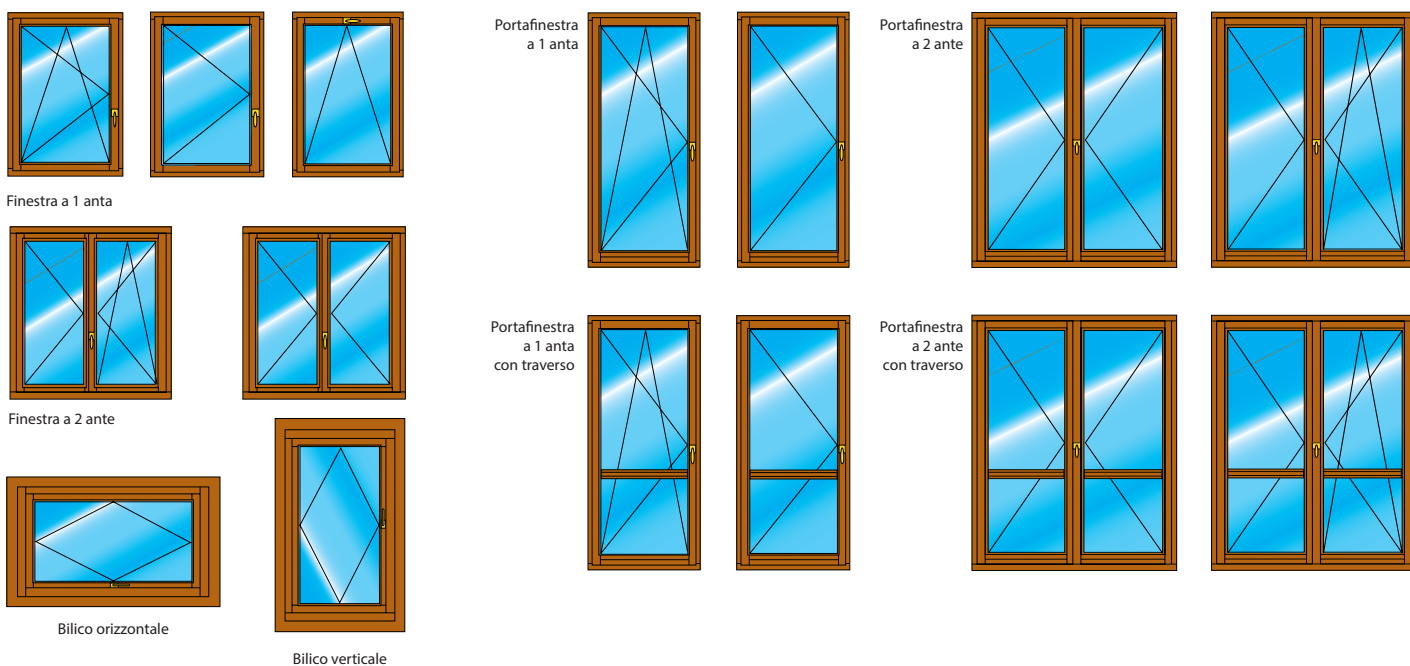 Finestra a 1 anta
Finestra a 2 ante
Bilico orizzontale
Bilico verticale
Portafinestra
a 1 anta
Portafinestra
a 1 anta
con traverso
Portafinestra
a 2 ante
Portafinestra
a 2 ante
con traverso